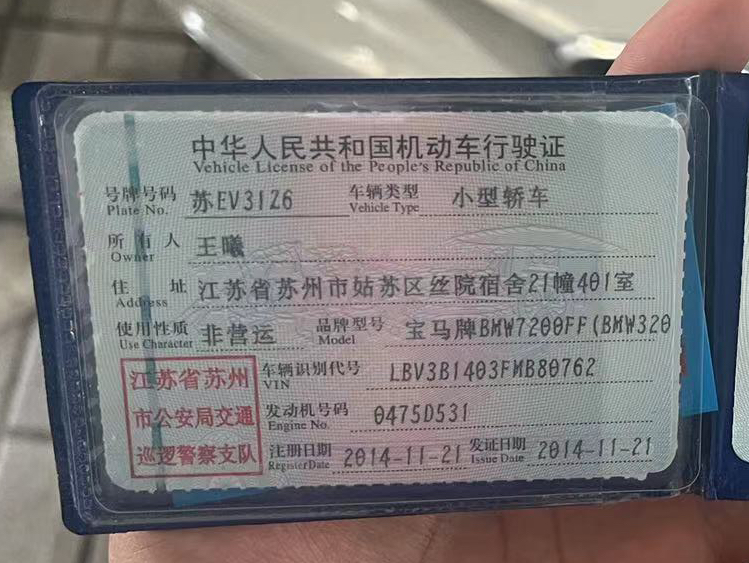 中华人民共和国机动车行驶证
Vehicle License of the People's Republic of China
号牌号码 Plate No. 苏EV31Z6 车辆类型 Vehicle Type 小型轿车
所有人 Owner 王曦
住址 Address 江苏省苏州市姑苏区丝院宿舍21幢401室
使用性质 Use Character 非营运 品牌型号 Model 宝马牌BMW7200FF(BMW320
江苏省苏州 车辆识别代号 VIN LBV3B1403FMB80762
市公安局交通 发动机号码 Engine No. 0475D531
巡逻警察支队 注册日期 Register Date 2014-11-21 发证日期 Issue Date 2014-11-21